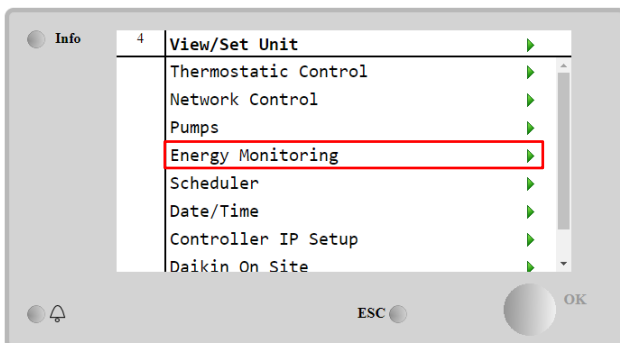 Info
4 View/Set Unit
Thermostatic Control
Network Control
Pumps
Energy Monitoring
Scheduler
Date/Time
Controller IP Setup
Daikin On Site
ESC
OK